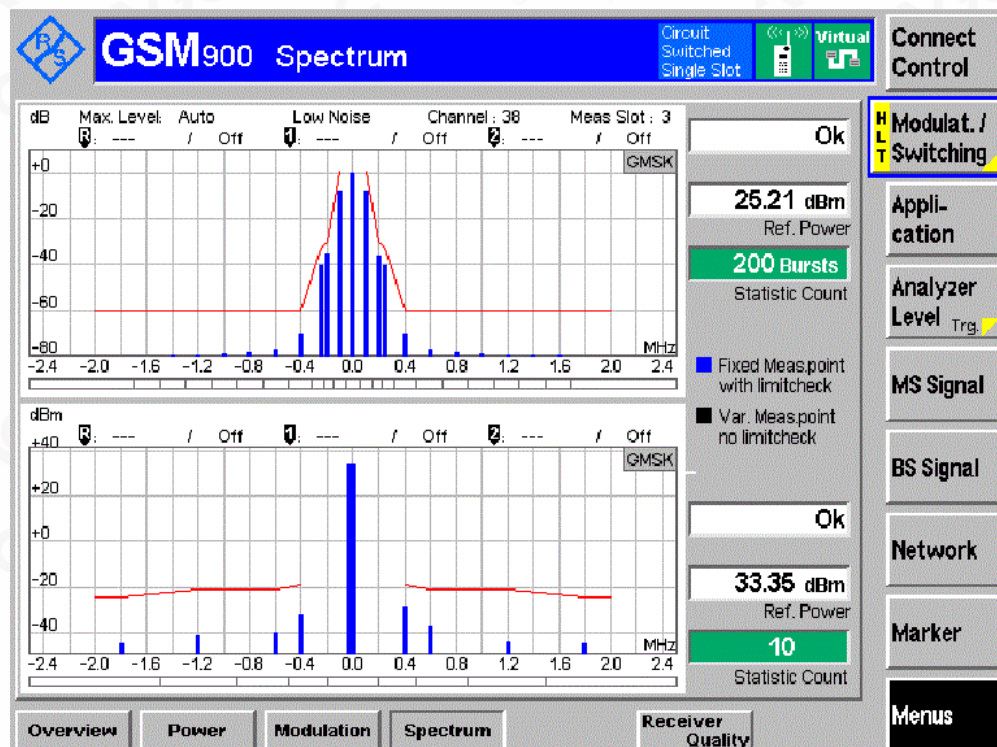 R&S
GSM900 Spectrum
Circuit
Switched
Single Slot
Virtual
Connect
Control
dB Max. Level: Auto Low Noise Channel : 38 Meas Slot : 3
R: --- / Off 1: --- / Off 2: --- / Off
GMSK
+0
-20
-40
-60
-80
MHz
-2.4 -2.0 -1.6 -1.2 -0.8 -0.4 0.0 0.4 0.8 1.2 1.6 2.0 2.4
Ok
25.21 dBm
Ref. Power
200 Bursts
Statistic Count
Fixed Meas.point
with limitcheck
Var. Meas.point
no limitcheck
dBm
R: --- / Off 1: --- / Off 2: --- / Off
GMSK
+40
+20
+0
-20
-40
MHz
-2.4 -2.0 -1.6 -1.2 -0.8 -0.4 0.0 0.4 0.8 1.2 1.6 2.0 2.4
Ok
33.35 dBm
Ref. Power
10
Statistic Count
HLT
Modulat. /
Switching
Appli-
cation
Analyzer
Level Trg.
MS Signal
BS Signal
Network
Marker
Menus
Overview Power Modulation Spectrum Receiver
Quality